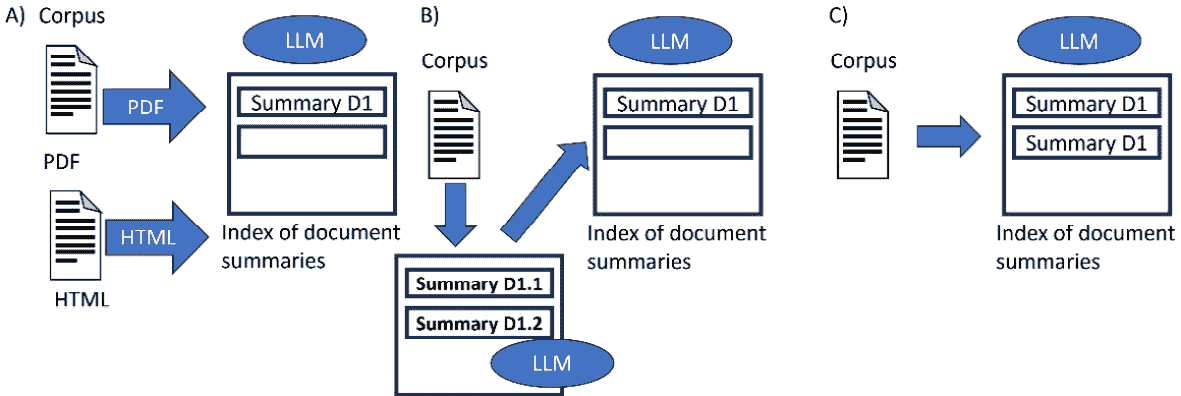 A)
Corpus
LLM
PDF
Summary D1
PDF
HTML
Index of document
summaries
HTML
B)
Corpus
LLM
Summary D1
Index of document
summaries
Summary D1.1
Summary D1.2
LLM
C)
Corpus
LLM
Summary D1
Summary D1
Index of document
summaries